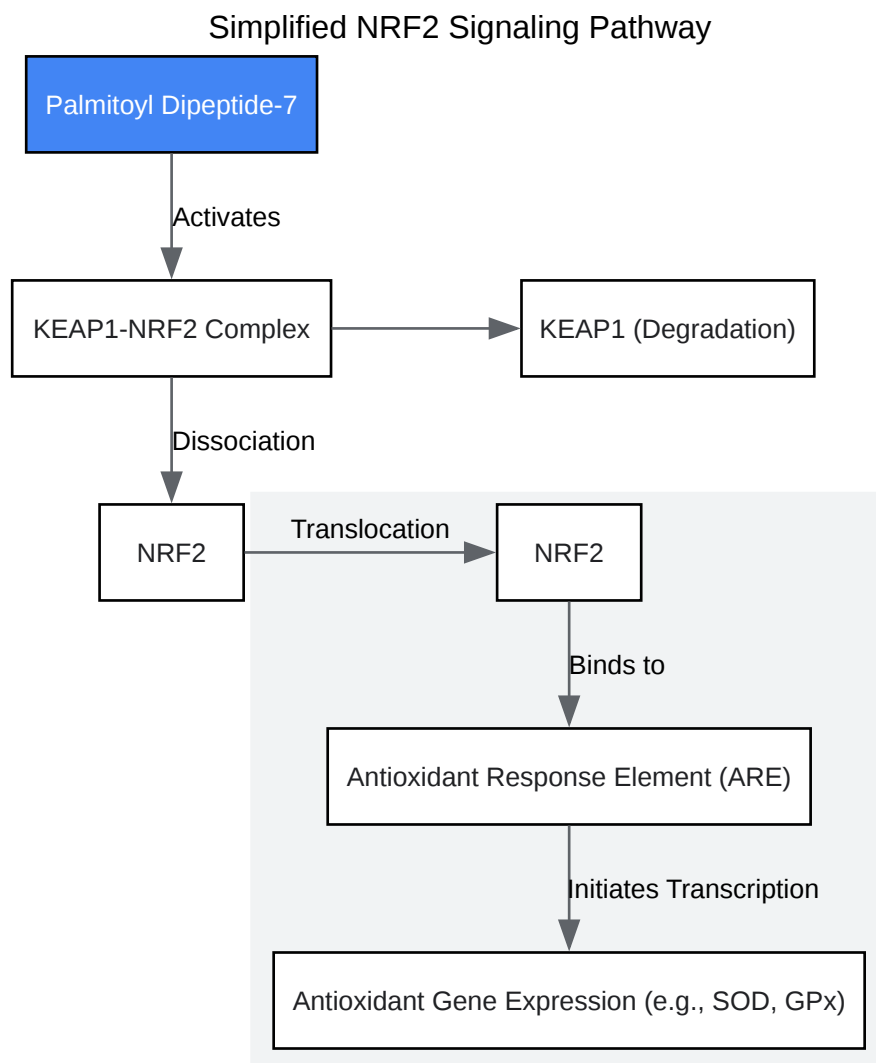 Simplified NRF2 Signaling Pathway
Palmitoyl Dipeptide-7
Activates
KEAP1-NRF2 Complex
KEAP1 (Degradation)
Dissociation
NRF2
Translocation
NRF2
Binds to
Antioxidant Response Element (ARE)
Initiates Transcription
Antioxidant Gene Expression (e.g., SOD, GPx)